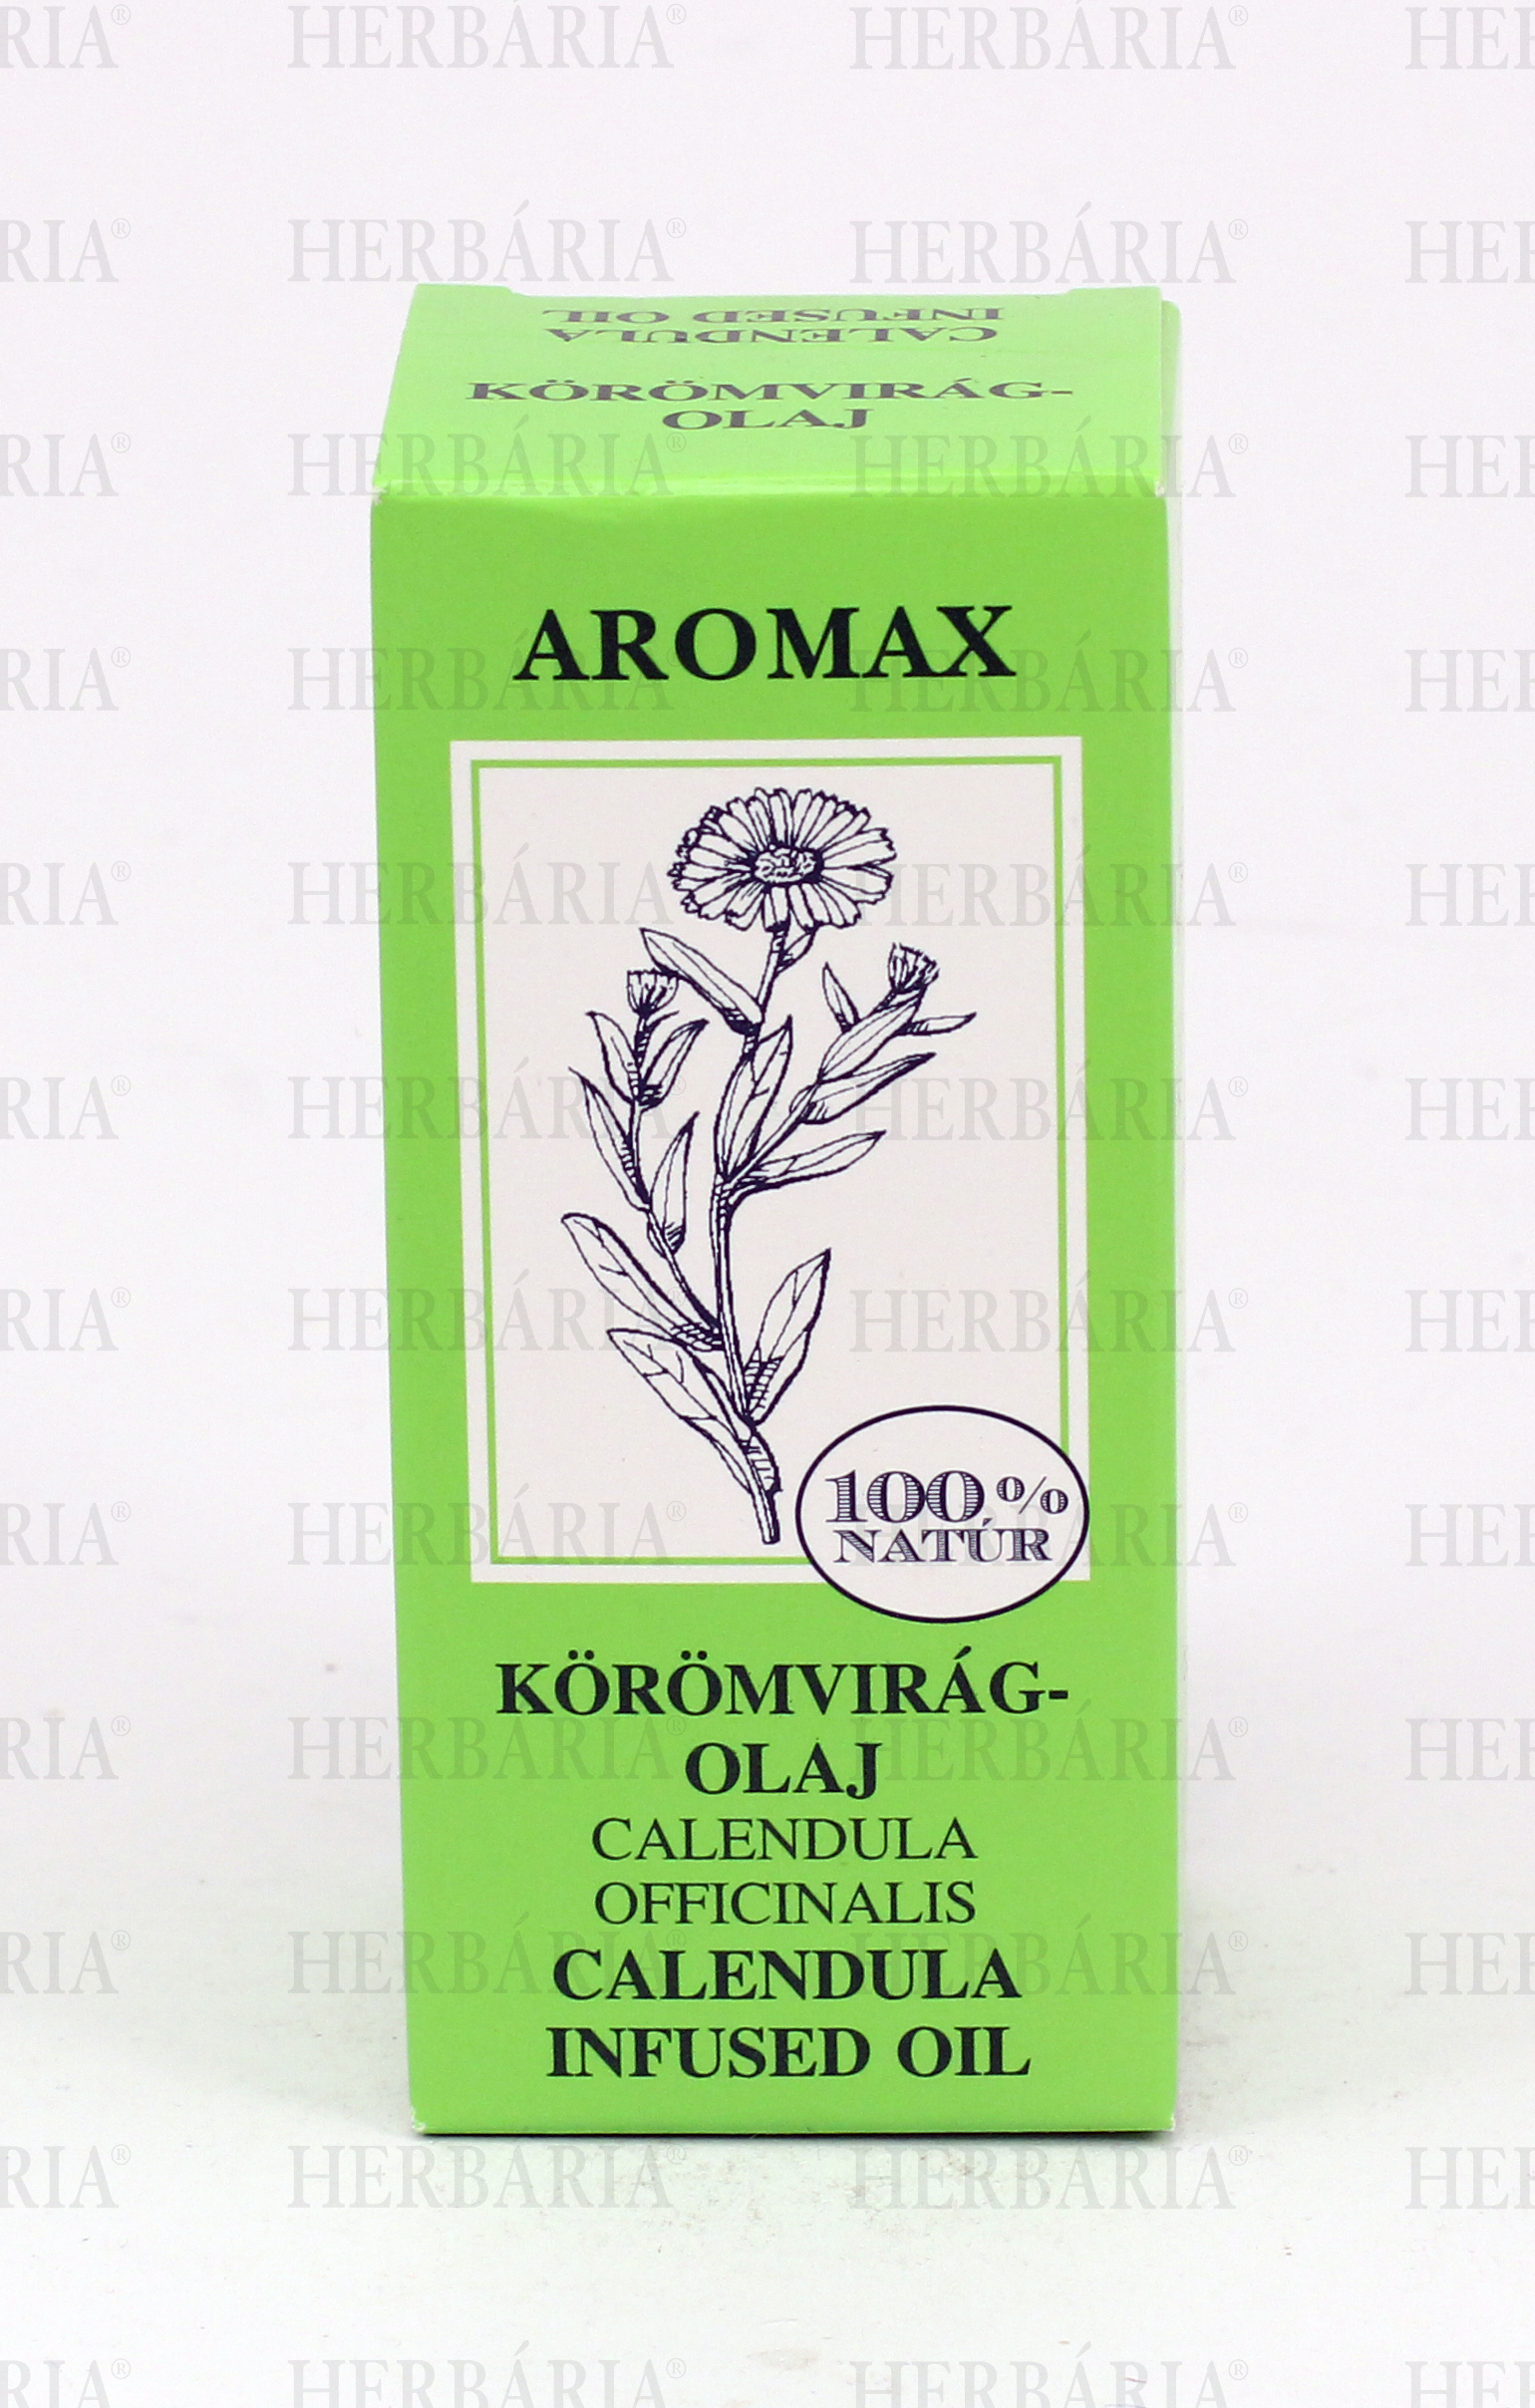 HERBÁRIA®
CALENDULA
INFUSED OIL
KÖRÖMVIRÁG-
OLAJ
AROMAX
100%
NATÚR
KÖRÖMVIRÁG-
OLAJ
CALENDULA
OFFICINALIS
CALENDULA
INFUSED OIL